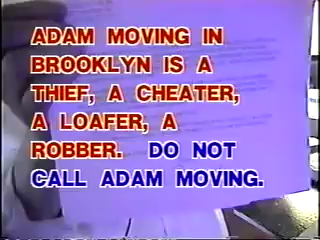 ADAM MOVING IN
BROOKLYN IS A
THIEF, A CHEATER,
A LOAFER, A
ROBBER. DO NOT
CALL ADAM MOVING.